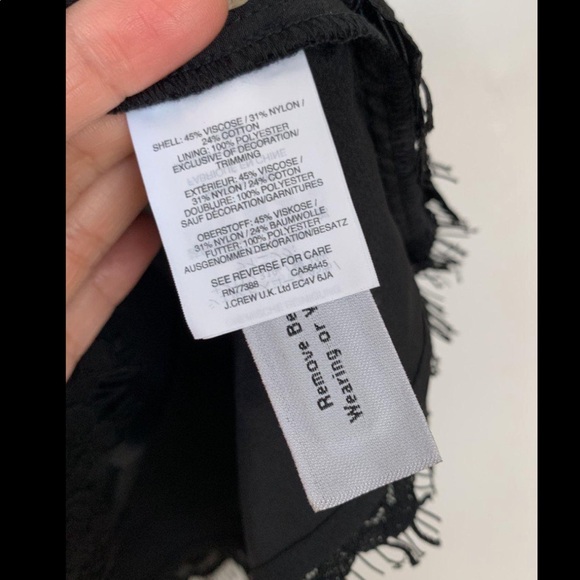 SHELL: 45% VISCOSE / 31% NYLON /
24% COTTON
LINING: 100% POLYESTER
EXCLUSIVE OF DECORATION/
TRIMMING
EXTÉRIEUR: 45% VISCOSE /
31% NYLON / 24% COTON
DOUBLURE: 100% POLYESTER
SAUF DÉCORATION/GARNITURES
OBERSTOFF: 45% VISKOSE /
31% NYLON / 24% BAUMWOLLE
FUTTER: 100% POLYESTER
AUSGENOMMEN DEKORATION/BESATZ
SEE REVERSE FOR CARE
RN77388 CA56445
J.CREW U.K. Ltd EC4V 6JA
Remove Be
Wearing or